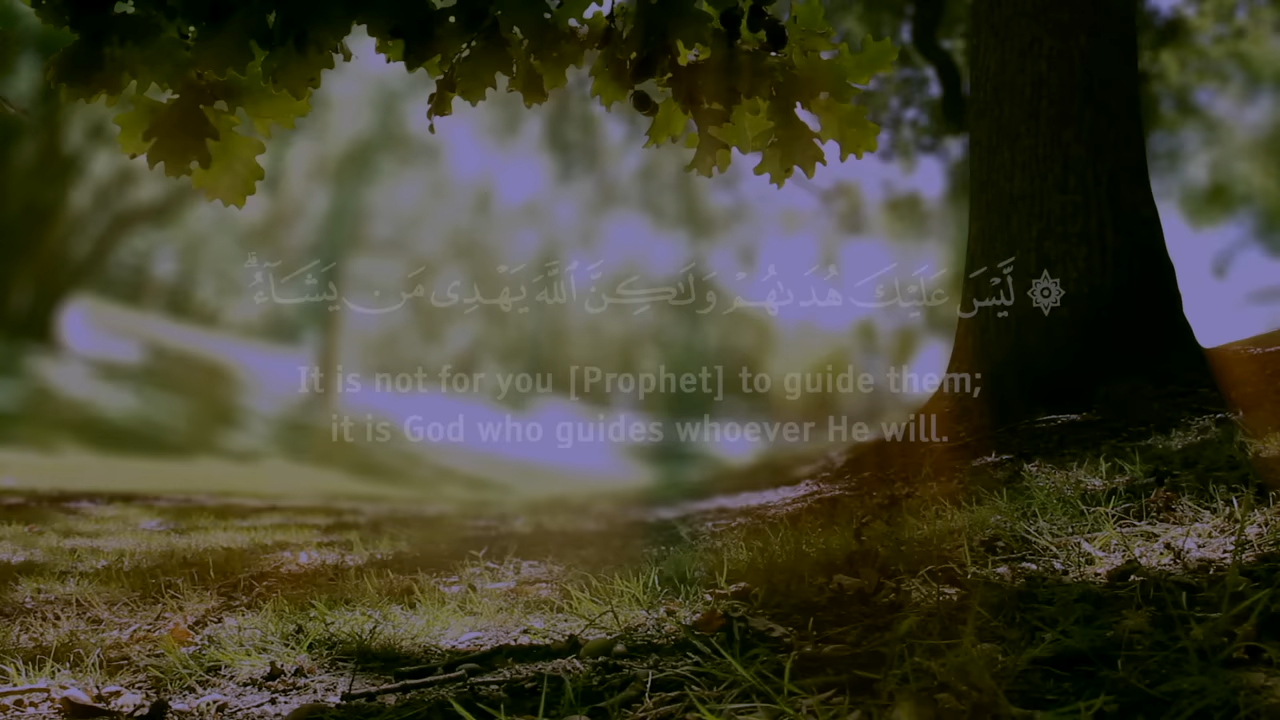 ۞ لَّيْسَ عَلَيْكَ هُدَىٰهُمْ وَلَٰكِنَّ ٱللَّهَ يَهْدِى مَن يَشَآءُ ۗ
It is not for you [Prophet] to guide them;
it is God who guides whoever He will.